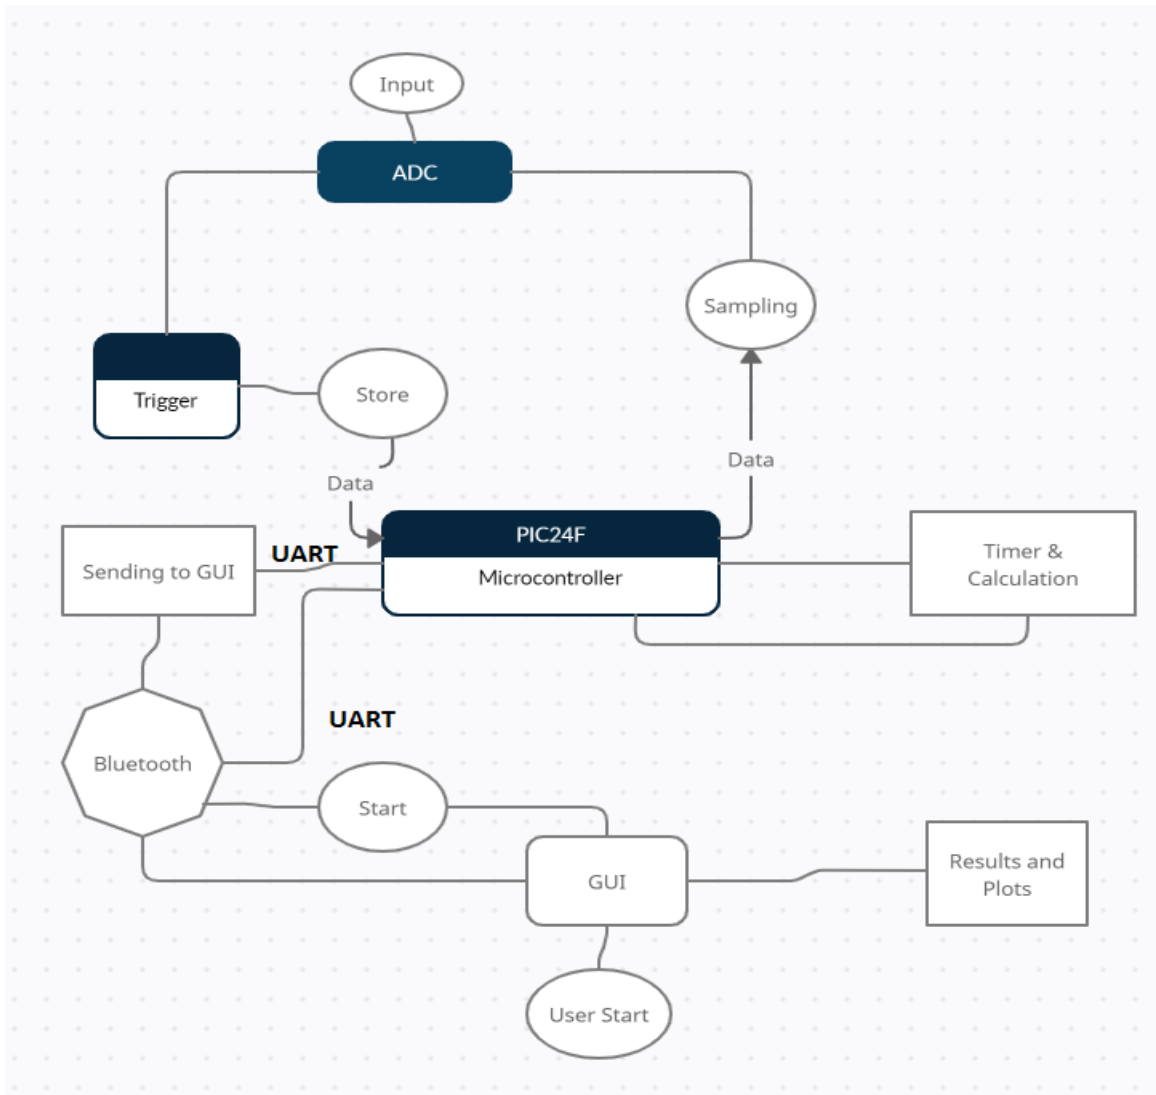 Input
ADC
Sampling
Trigger
Store
Data
Data
PIC24F
Microcontroller
Timer &
Calculation
UART
Sending to GUI
UART
Bluetooth
Start
GUI
Results and
Plots
User Start